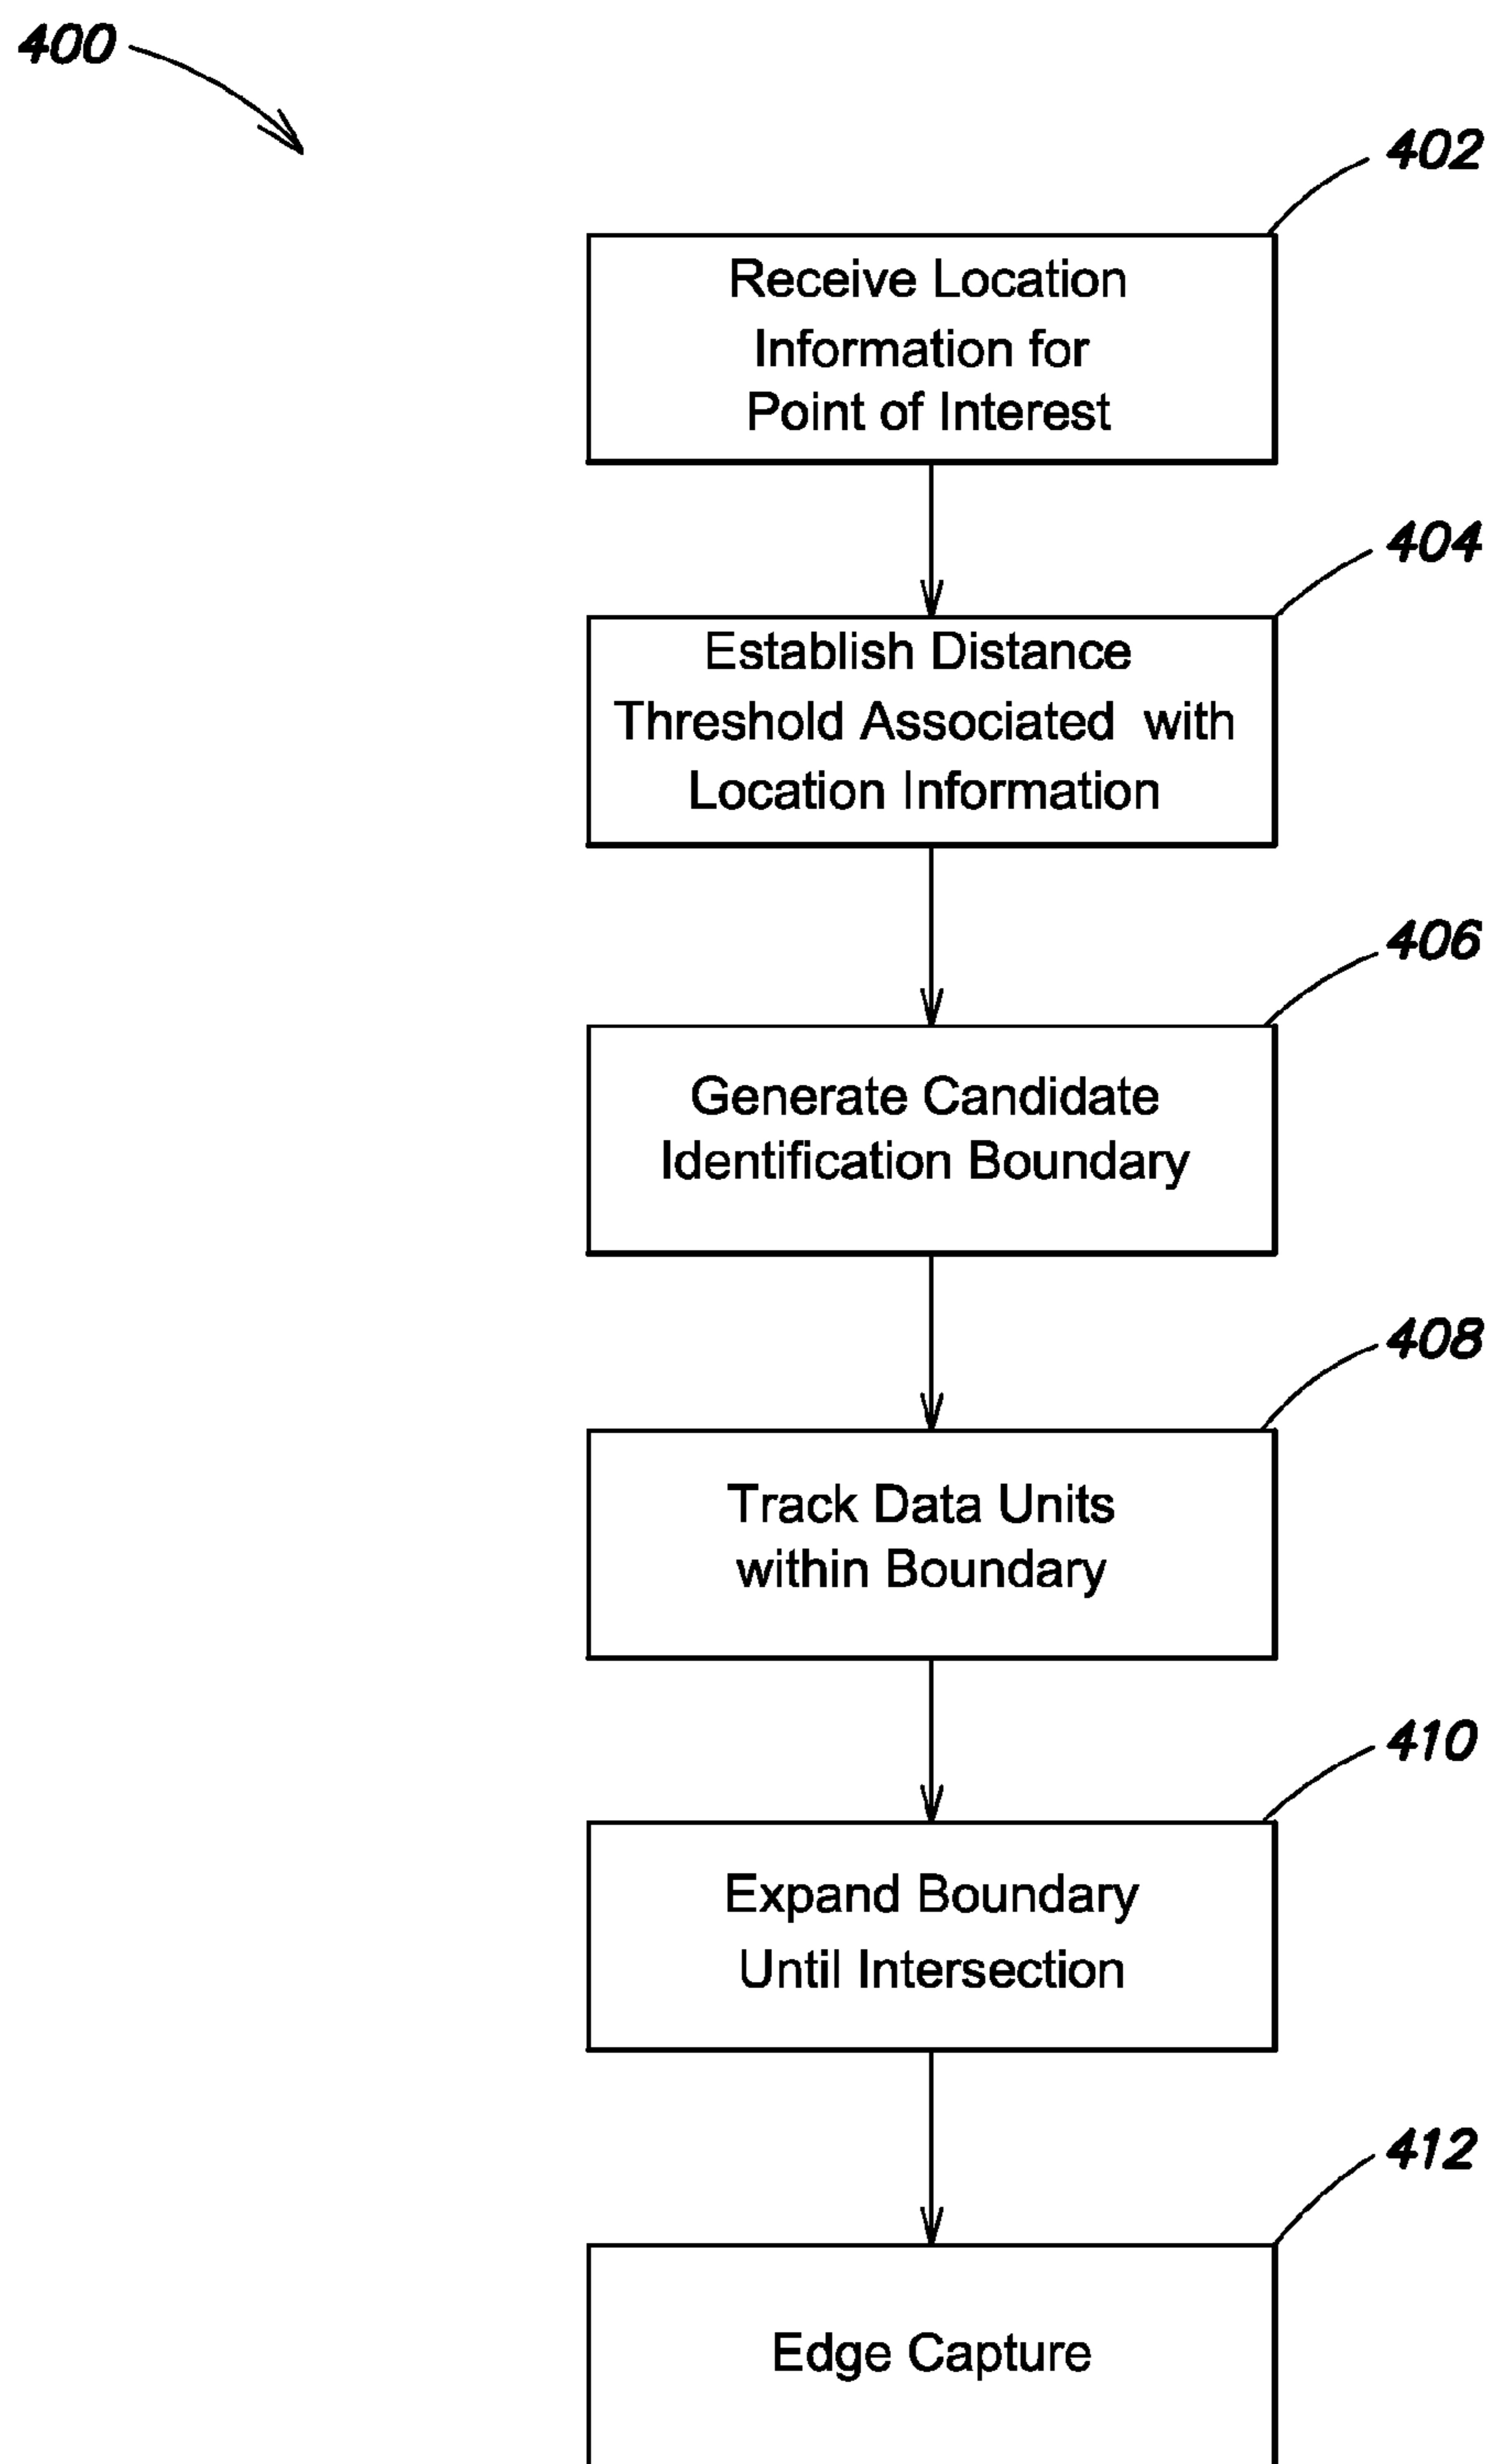 400
402
Receive Location
Information for
Point of Interest
404
Establish Distance
Threshold Associated with
Location Information
406
Generate Candidate
Identification Boundary
408
Track Data Units
within Boundary
410
Expand Boundary
Until Intersection
412
Edge Capture